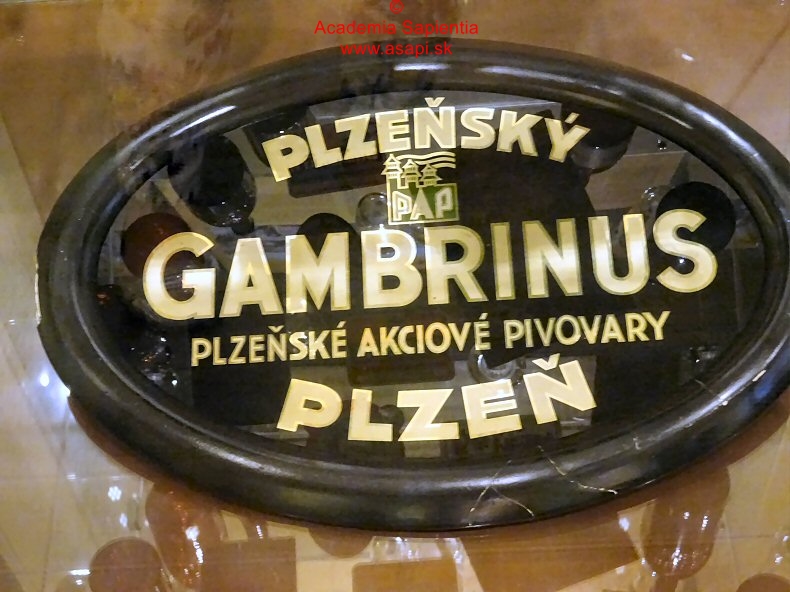 ©
Academia Sapientia
www.asapi.sk
PLZEŇSKÝ
PAP
GAMBRINUS
PLZEŇSKÉ AKCIOVÉ PIVOVARY
PLZEŇ